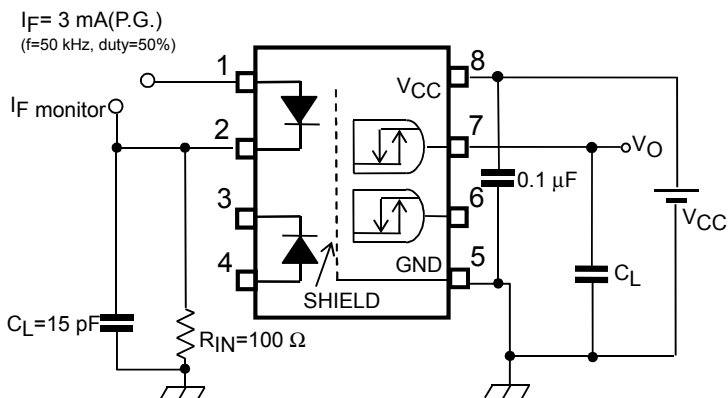 IF= 3 mA(P.G.)
(f=50 kHz, duty=50%)
IF monitor
1
2
3
4
8
7
6
5
VCC
GND
SHIELD
0.1 μF
VO
VCC
CL
CL=15 pF
RIN=100 Ω